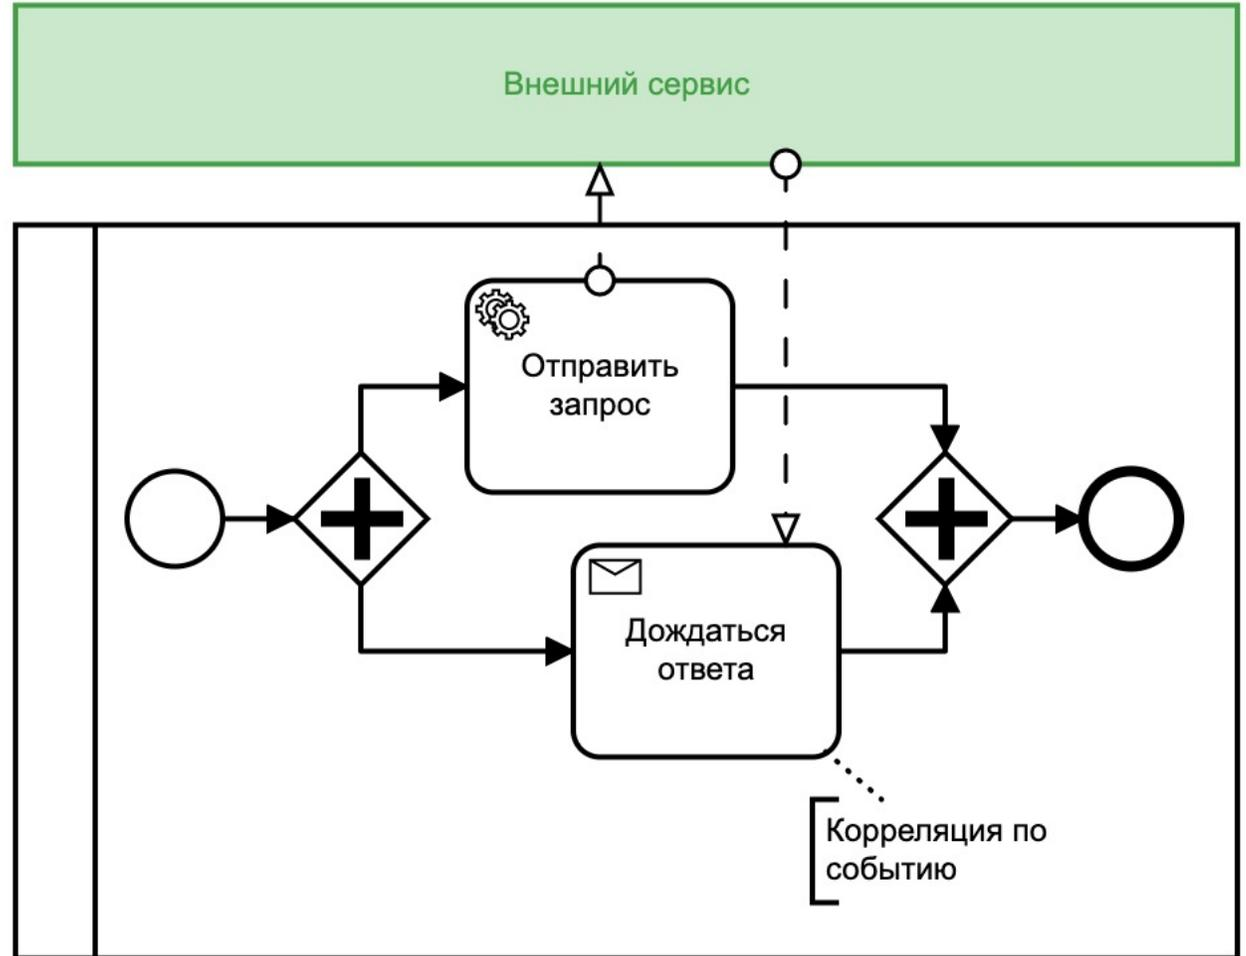 Внешний сервис
Отправить
запрос
Дождаться
ответа
Корреляция по
событию